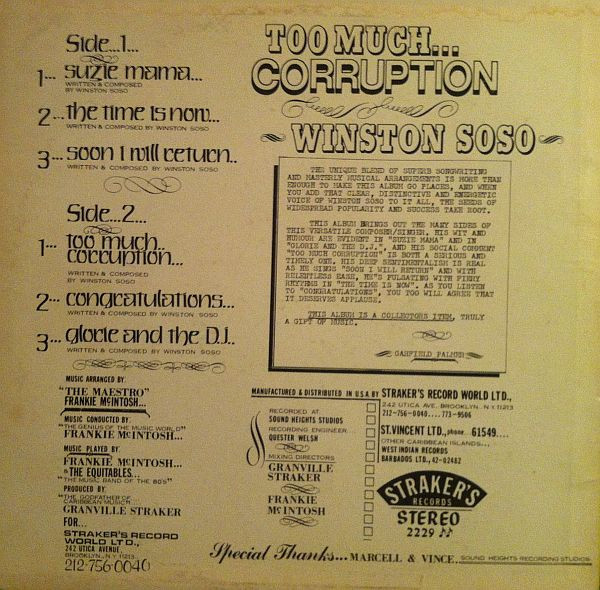 Side...1...
1... suzie mama...
WRITTEN & COMPOSED
BY WINSTON SOSO
2... the time is now...
WRITTEN & COMPOSED BY WINSTON SOSO
3... soon I will return..
WRITTEN & COMPOSED BY WINSTON SOSO
Side...2...
1... too much..
corruption...
WRITTEN & COMPOSED
BY WINSTON SOSO
2... congratulations...
WRITTEN & COMPOSED BY WINSTON SOSO
3... glorie and the D.J..
WRITTEN & COMPOSED BY WINSTON SOSO
MUSIC ARRANGED BY
"THE MAESTRO"
FRANKIE McINTOSH...
MUSIC CONDUCTED BY
"THE GENIUS OF THE MUSIC WORLD"
FRANKIE McINTOSH...
MUSIC PLAYED BY
FRANKIE McINTOSH...
& THE EQUITABLES...
"THE MUSIC BAND OF THE 80's"
PRODUCED BY
"THE GODFATHER OF
CARIBBEAN MUSIC"
GRANVILLE STRAKER
FOR...
STRAKER'S RECORD
WORLD LTD.,
242 UTICA AVENUE,
BROOKLYN, N.Y. 11213
212-756-0040
TOO MUCH...
CORRUPTION
WINSTON SOSO
THE UNIQUE BLEND OF SUPERB SONGWRITING
AND MASTERLY MUSICAL ARRANGEMENTS IS MORE THAN
ENOUGH TO MAKE THIS ALBUM GO PLACES, AND WHEN
YOU ADD THAT CLEAR, DISTINCTIVE AND ENERGETIC
VOICE OF WINSTON SOSO TO IT ALL, THE SEEDS OF
WIDESPREAD POPULARITY AND SUCCESS TAKE ROOT.
THIS ALBUM BRINGS OUT THE MANY SIDES OF
THIS VERSATILE COMPOSER/SINGER. HIS WIT AND
HUMOUR ARE EVIDENT IN "SUZIE MAMA" AND IN
"GLORIE AND THE D.J.", AND HIS SOCIAL COMMENT
"TOO MUCH CORRUPTION" IS BOTH A SERIOUS AND
TIMELY ONE, HIS DEEP SENTIMENTALISH IS REAL
AS HE SINGS "SOON I WILL RETURN" AND WITH
RELENTLESS EASE, HE'S PULSATING WITH FIERY
RHYTHMS IN "THE TIME IS NOW". AS YOU LISTEN
TO "CONGRATULATIONS", YOU TOO WILL AGREE THAT
IT DESERVES APPLAUSE.
THIS ALBUM IS A COLLECTORS ITEM, TRULY
A GIFT OF MUSIC.
GARFIELD PALMER
MANUFACTURED & DISTRIBUTED IN U.S.A BY STRAKER'S RECORD WORLD LTD.,
242 UTICA AVE., BROOKLYN, N.Y. 11213
212-756-0040.... 773-9506
ST.VINCENT LTD., phone 61549....
OTHER CARIBBEAN ISLANDS...
WEST INDIAN RECORDS
BARBADOS LTD., 42-02462
RECORDED AT
SOUND HEIGHTS STUDIOS
RECORDING ENGINEER
QUESTER WELSH
MIXING DIRECTORS
GRANVILLE
STRAKER
FRANKIE
McINTOSH
STRAKER'S
RECORDS
STEREO
2229
Special Thanks... MARCELL & VINCE.. SOUND HEIGHTS RECORDING STUDIOS